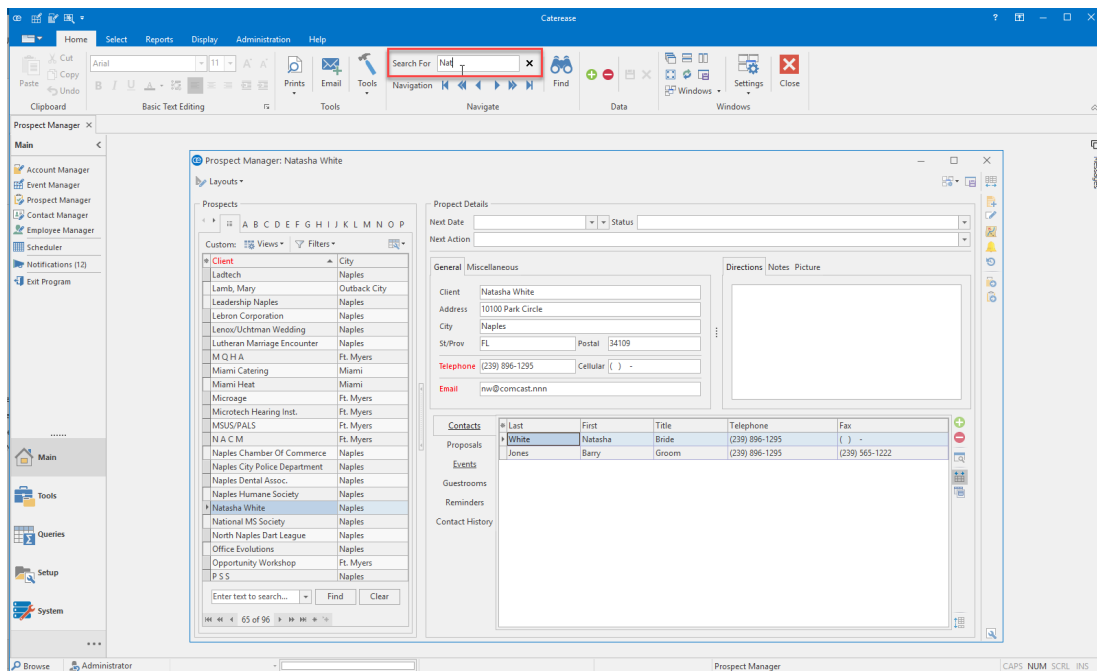 Caterease
Home Select Reports Display Administration Help
Cut
Copy
Paste
Undo
Clipboard
Arial 11
B I U
Basic Text Editing
Prints
Email
Tools
Tools
Search For Nat
Navigation
Find
Navigate
Data
Windows
Settings
Close
Windows
Prospect Manager
Main
Account Manager
Event Manager
Prospect Manager
Contact Manager
Employee Manager
Scheduler
Notifications (12)
Exit Program
Main
Tools
Queries
Setup
System
Prospect Manager: Natasha White
Layouts
Prospects
A B C D E F G H I J K L M N O P
Custom: Views Filters
Client City
Ladtech Naples
Lamb, Mary Outback City
Leadership Naples Naples
Lebron Corporation Naples
Lenox/Uchtman Wedding Naples
Lutheran Marriage Encounter Naples
M Q H A Ft. Myers
Miami Catering Miami
Miami Heat Miami
Microage Ft. Myers
Microtech Hearing Inst. Ft. Myers
MSUS/PALS Ft. Myers
N A C M Ft. Myers
Naples Chamber Of Commerce Naples
Naples City Police Department Naples
Naples Dental Assoc. Naples
Naples Humane Society Naples
Natasha White Naples
National MS Society Naples
North Naples Dart League Naples
Office Evolutions Naples
Opportunity Workshop Ft. Myers
P S S Naples
Enter text to search... Find Clear
65 of 96
Propect Details
Next Date Status
Next Action
General Miscellaneous
Client Natasha White
Address 10100 Park Circle
City Naples
St/Prov FL Postal 34109
Telephone (239) 896-1295 Cellular ( ) -
Email nw@comcast.nnn
Directions Notes Picture
Contacts
Proposals
Events
Guestrooms
Reminders
Contact History
Last First Title Telephone Fax
White Natasha Bride (239) 896-1295 ( ) -
Jones Barry Groom (239) 896-1295 (239) 565-1222
Browse Administrator - Prospect Manager CAPS NUM SCRL INS